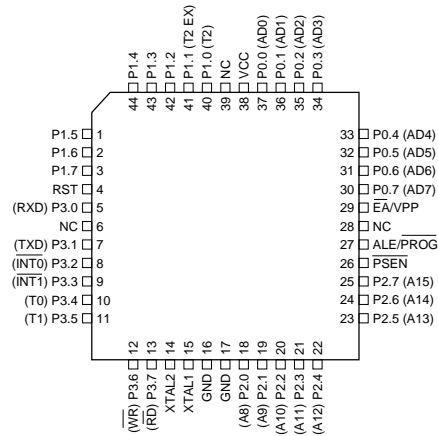 P1.4
P1.3
P1.2
P1.1 (T2 EX)
P1.0 (T2)
NC
VCC
P0.0 (AD0)
P0.1 (AD1)
P0.2 (AD2)
P0.3 (AD3)
44
43
42
41
40
39
38
37
36
35
34
P1.5 1
P1.6 2
P1.7 3
RST 4
(RXD) P3.0 5
NC 6
(TXD) P3.1 7
(INT0) P3.2 8
(INT1) P3.3 9
(T0) P3.4 10
(T1) P3.5 11
33 P0.4 (AD4)
32 P0.5 (AD5)
31 P0.6 (AD6)
30 P0.7 (AD7)
29 EA/VPP
28 NC
27 ALE/PROG
26 PSEN
25 P2.7 (A15)
24 P2.6 (A14)
23 P2.5 (A13)
12
13
14
15
16
17
18
19
20
21
22
(WR) P3.6
(RD) P3.7
XTAL2
XTAL1
GND
GND
(A8) P2.0
(A9) P2.1
(A10) P2.2
(A11) P2.3
(A12) P2.4